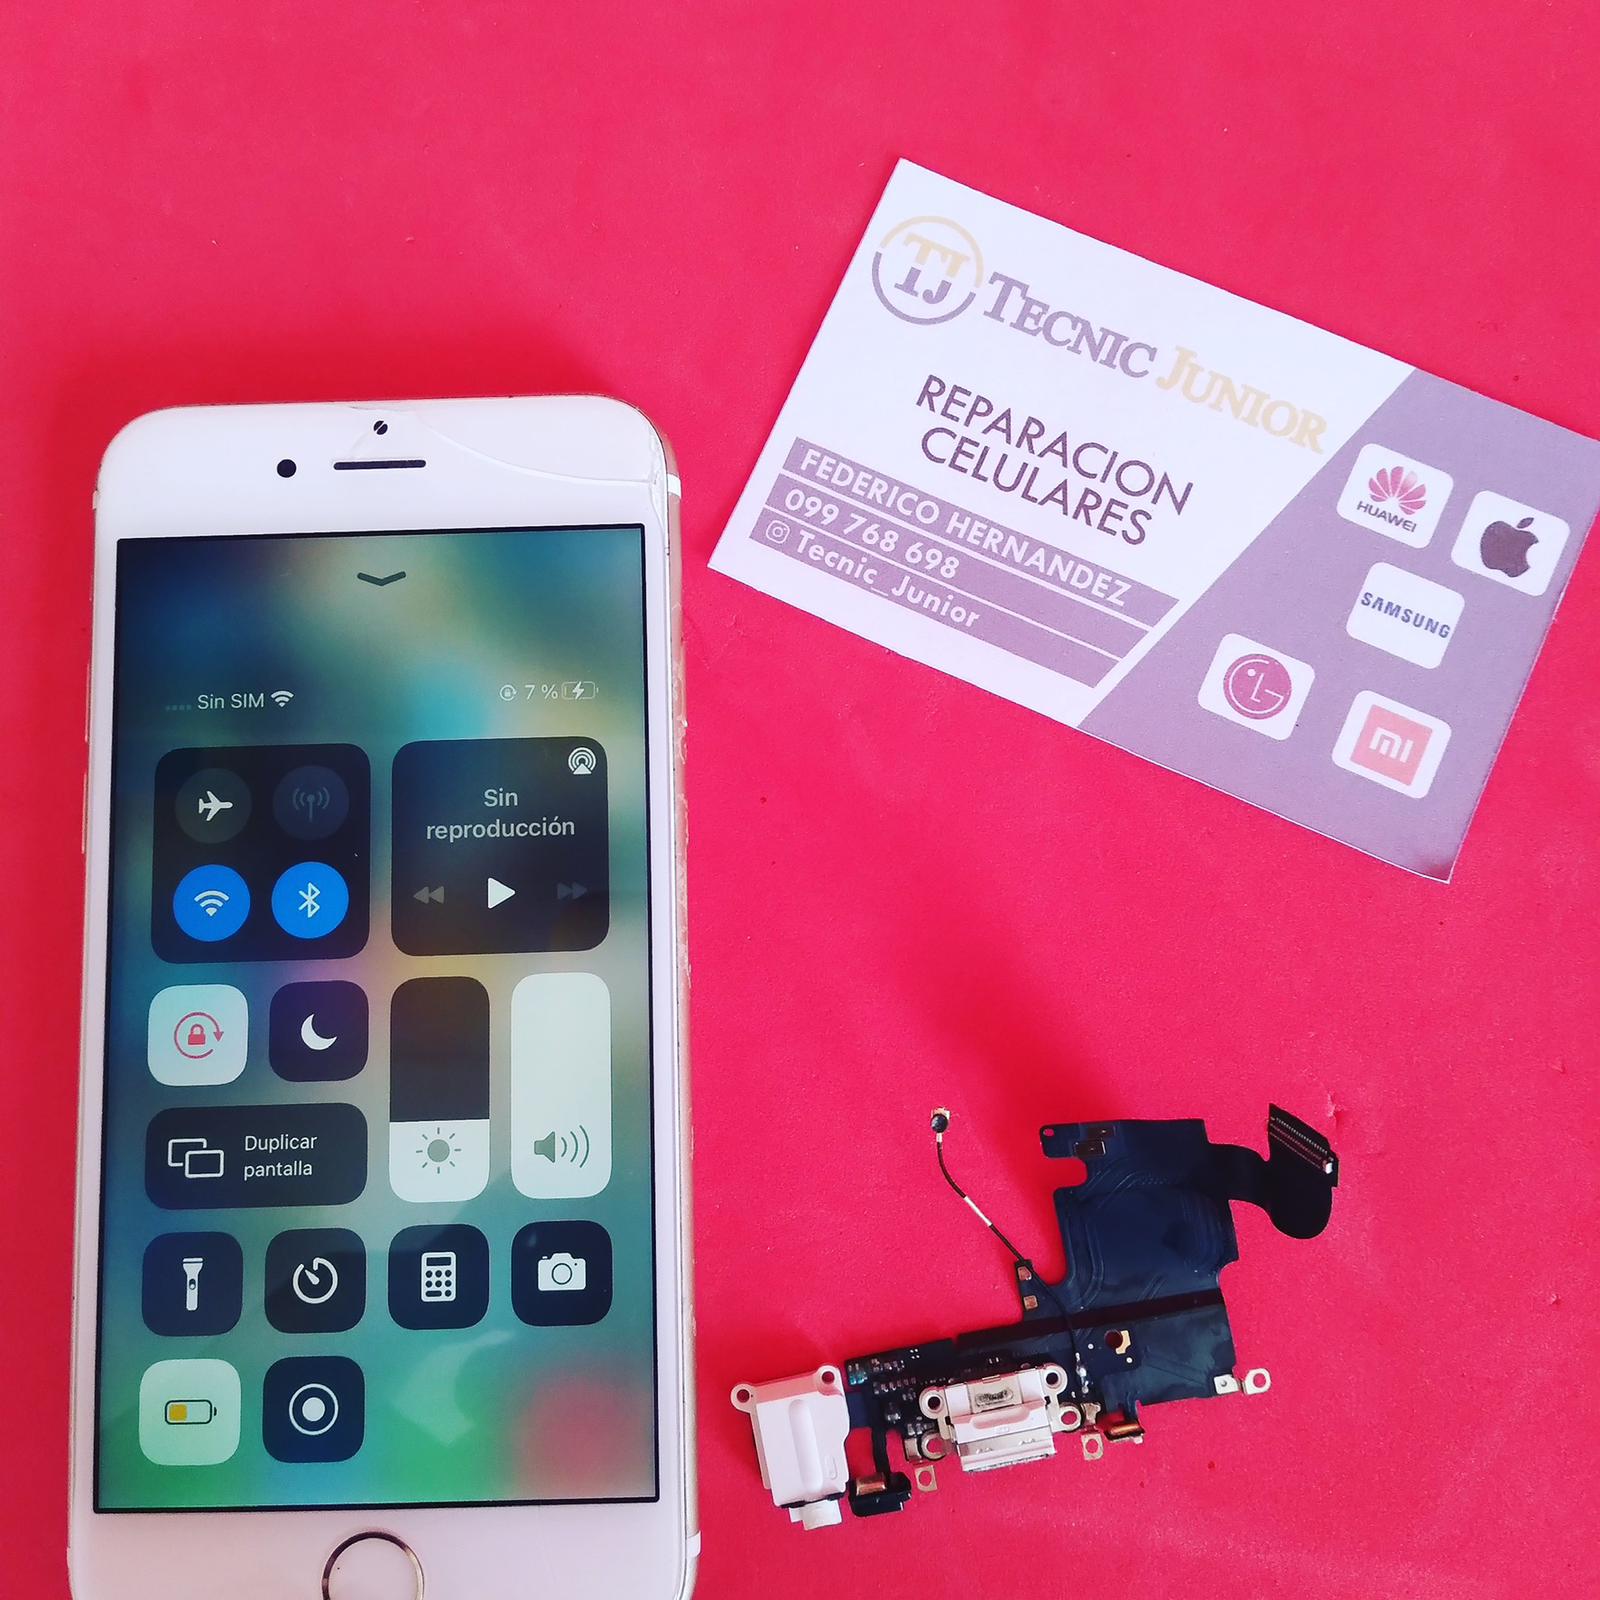 TJ TECNIC JUNIOR
REPARACION
CELULARES
FEDERICO HERNANDEZ
099 768 698
Tecnic_Junior
HUAWEI
SAMSUNG
LG
mi
Sin SIM
7 %
Sin
reproducción
Duplicar
pantalla